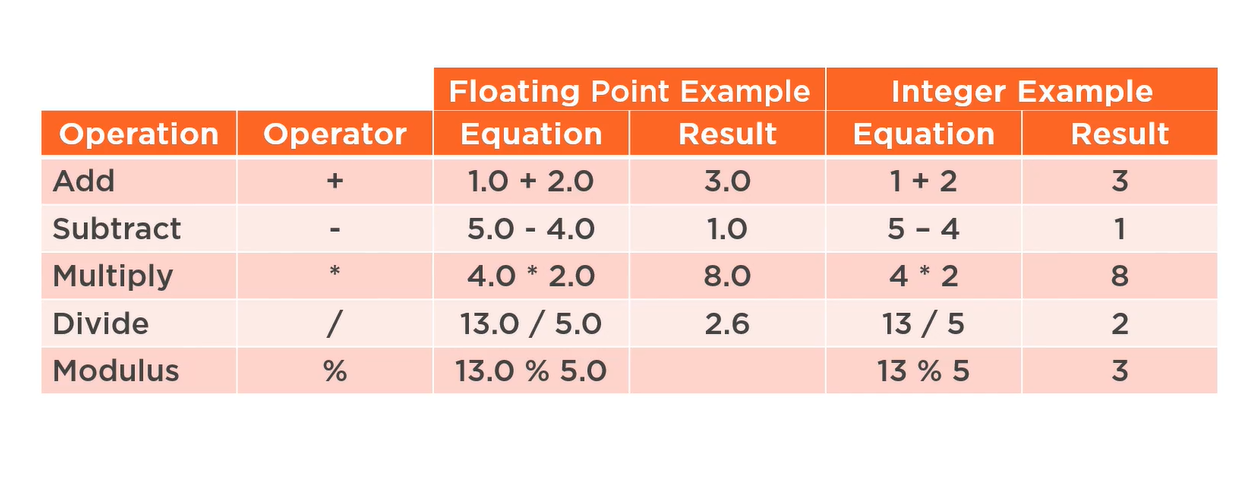 Floating Point Example Integer Example
Operation Operator Equation Result Equation Result
Add + 1.0 + 2.0 3.0 1 + 2 3
Subtract - 5.0 - 4.0 1.0 5 – 4 1
Multiply * 4.0 * 2.0 8.0 4 * 2 8
Divide / 13.0 / 5.0 2.6 13 / 5 2
Modulus % 13.0 % 5.0 13 % 5 3